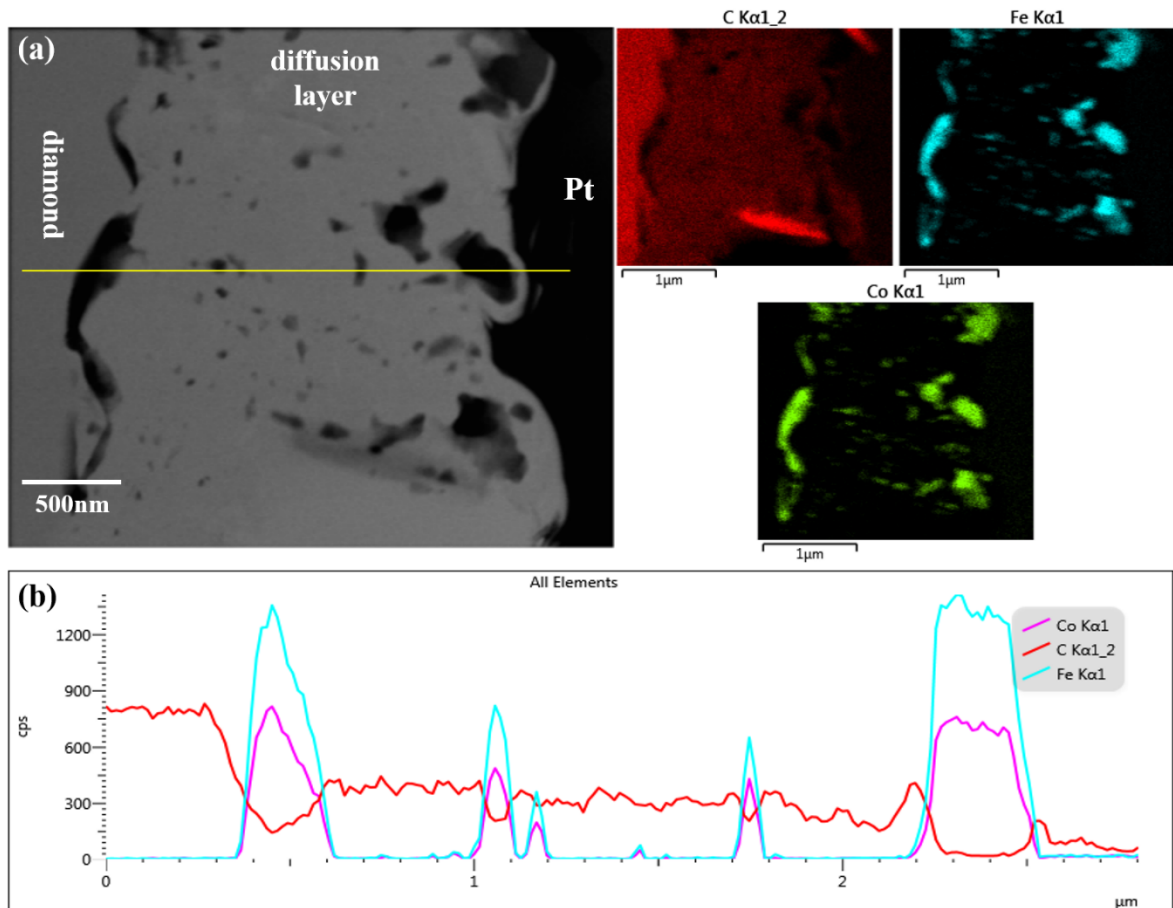 (a)
diffusion
layer
diamond
Pt
500nm
C Kα1_2
1μm
Fe Kα1
1μm
Co Kα1
1μm
(b)
All Elements
1200
900
600
300
0
cps
Co Kα1
C Kα1_2
Fe Kα1
0
1
2
μm